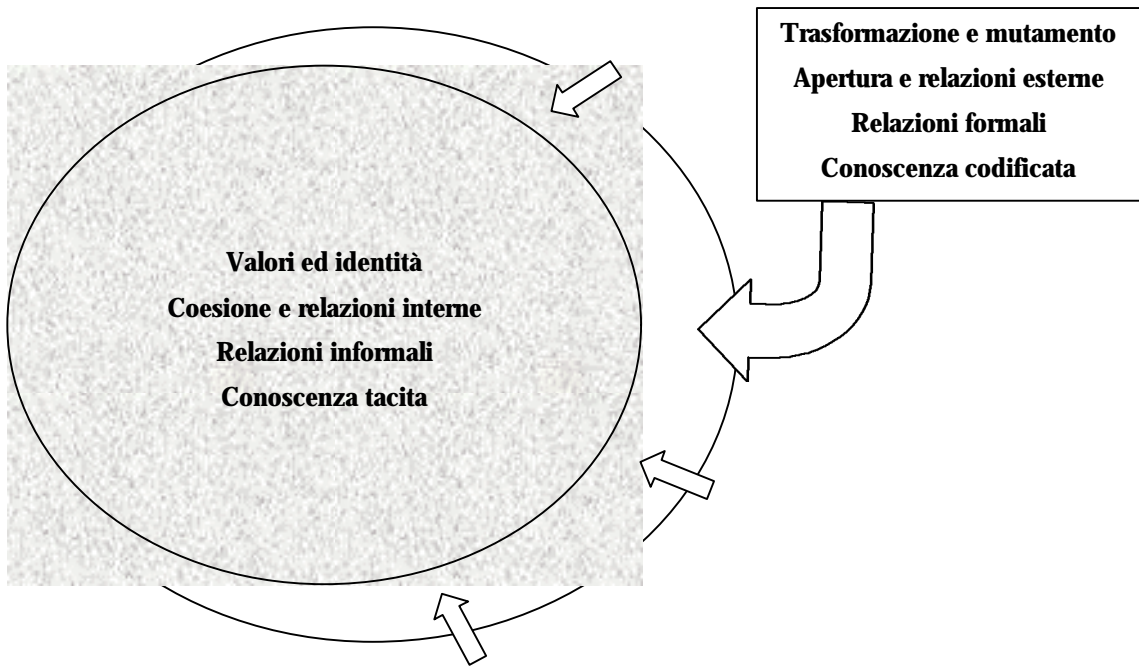 Trasformazione e mutamento
Apertura e relazioni esterne
Relazioni formali
Conoscenza codificata
Valori ed identità
Coesione e relazioni interne
Relazioni informali
Conoscenza tacita